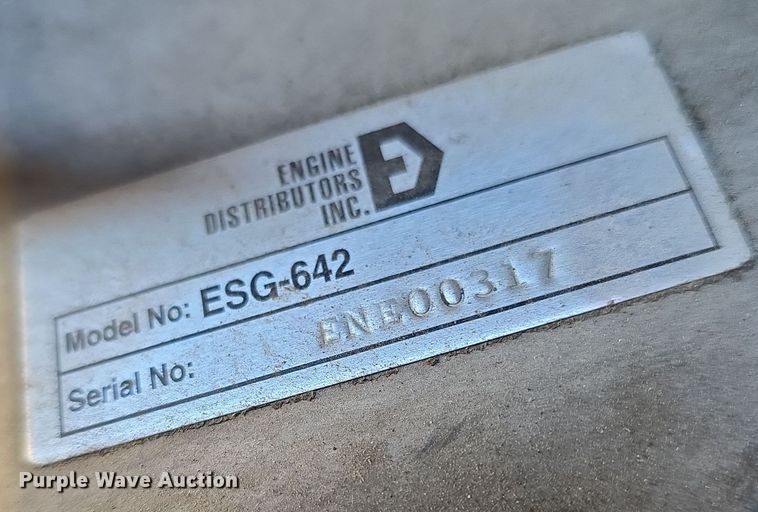 ENGINE
DISTRIBUTORS
INC.
Model No: ESG-642
Serial No: ENE00317
Purple Wave Auction